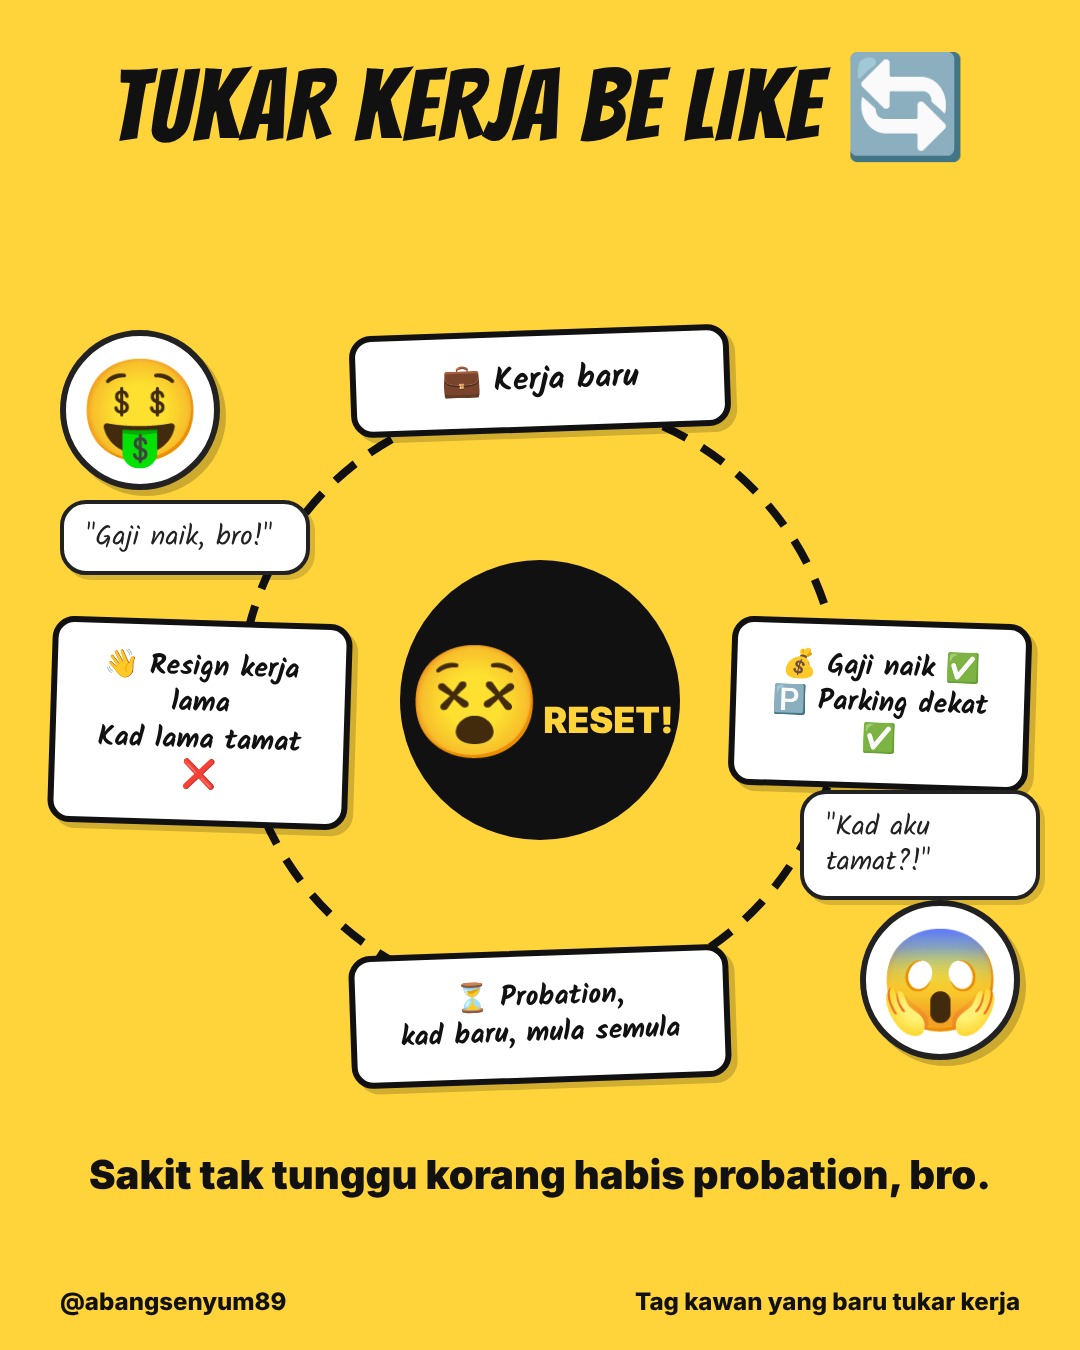 TUKAR KERJA BE LIKE 🔄
💼 Kerja baru
"Gaji naik, bro!"
👋 Resign kerja
lama
Kad lama tamat
❌
😵 RESET!
💰 Gaji naik ✅
🅿️ Parking dekat
✅
"Kad aku
tamat?!"
⏳ Probation,
kad baru, mula semula
Sakit tak tunggu korang habis probation, bro.
@abangsenyum89
Tag kawan yang baru tukar kerja